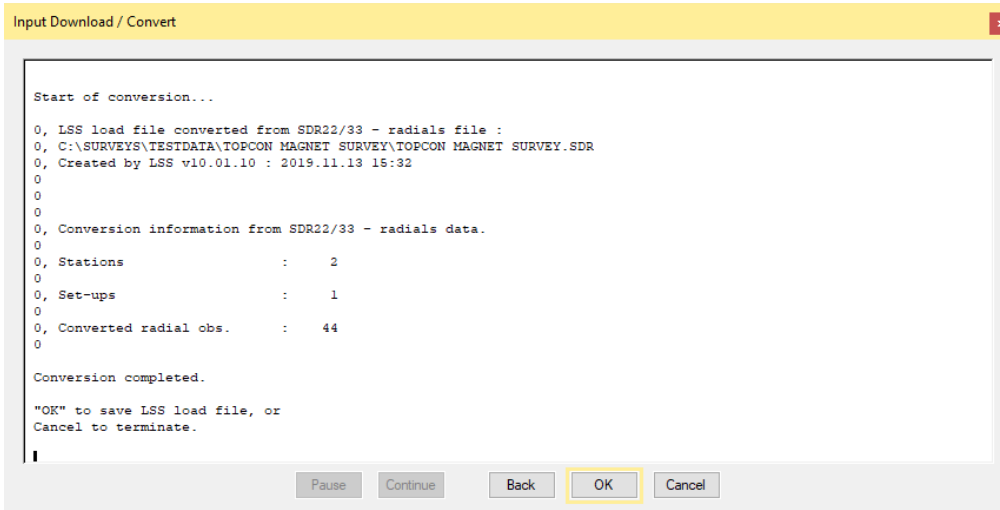 Input Download / Convert
Start of conversion...
0, LSS load file converted from SDR22/33 - radials file :
0, C:\SURVEYS\TESTDATA\TOPCON MAGNET SURVEY\TOPCON MAGNET SURVEY.SDR
0, Created by LSS v10.01.10 : 2019.11.13 15:32
0
0
0
0, Conversion information from SDR22/33 - radials data.
0
0, Stations : 2
0
0, Set-ups : 1
0
0, Converted radial obs. : 44
0
Conversion completed.
"OK" to save LSS load file, or
Cancel to terminate.
Pause Continue Back OK Cancel